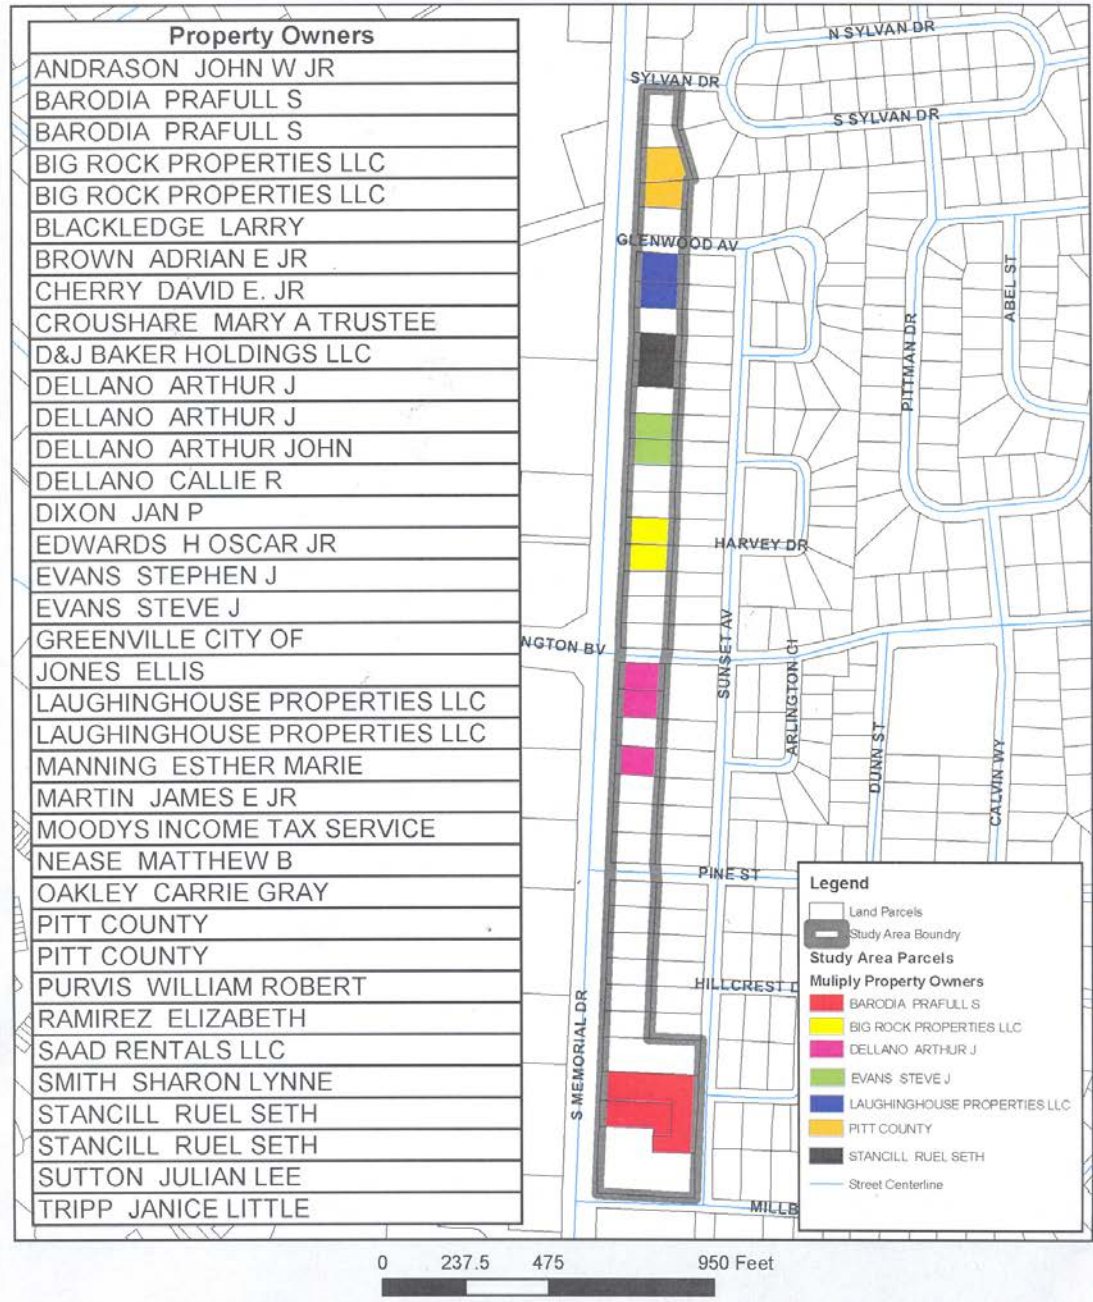 Property Owners
ANDRASON JOHN W JR
BARODIA PRAFULL S
BARODIA PRAFULL S
BIG ROCK PROPERTIES LLC
BIG ROCK PROPERTIES LLC
BLACKLEDGE LARRY
BROWN ADRIAN E JR
CHERRY DAVID E. JR
CROUSHARE MARY A TRUSTEE
D&J BAKER HOLDINGS LLC
DELLANO ARTHUR J
DELLANO ARTHUR J
DELLANO ARTHUR JOHN
DELLANO CALLIE R
DIXON JAN P
EDWARDS H OSCAR JR
EVANS STEPHEN J
EVANS STEVE J
GREENVILLE CITY OF
JONES ELLIS
LAUGHINGHOUSE PROPERTIES LLC
LAUGHINGHOUSE PROPERTIES LLC
MANNING ESTHER MARIE
MARTIN JAMES E JR
MOODYS INCOME TAX SERVICE
NEASE MATTHEW B
OAKLEY CARRIE GRAY
PITT COUNTY
PITT COUNTY
PURVIS WILLIAM ROBERT
RAMIREZ ELIZABETH
SAAD RENTALS LLC
SMITH SHARON LYNNE
STANCILL RUEL SETH
STANCILL RUEL SETH
SUTTON JULIAN LEE
TRIPP JANICE LITTLE
N SYLVAN DR
SYLVAN DR
S SYLVAN DR
GLENWOOD AV
ABEL ST
PITTMAN DR
HARVEY DR
NGTON BV
SUNSET AV
ARLINGTON CI
DUNN ST
CALVIN WY
PINE ST
HILLCREST D
S MEMORIAL DR
MILLB
Legend
Land Parcels
Study Area Boundry
Study Area Parcels
Muliply Property Owners
BARODIA PRAFULL S
BIG ROCK PROPERTIES LLC
DELLANO ARTHUR J
EVANS STEVE J
LAUGHINGHOUSE PROPERTIES LLC
PITT COUNTY
STANCILL RUEL SETH
Street Centerline
0 237.5 475 950 Feet